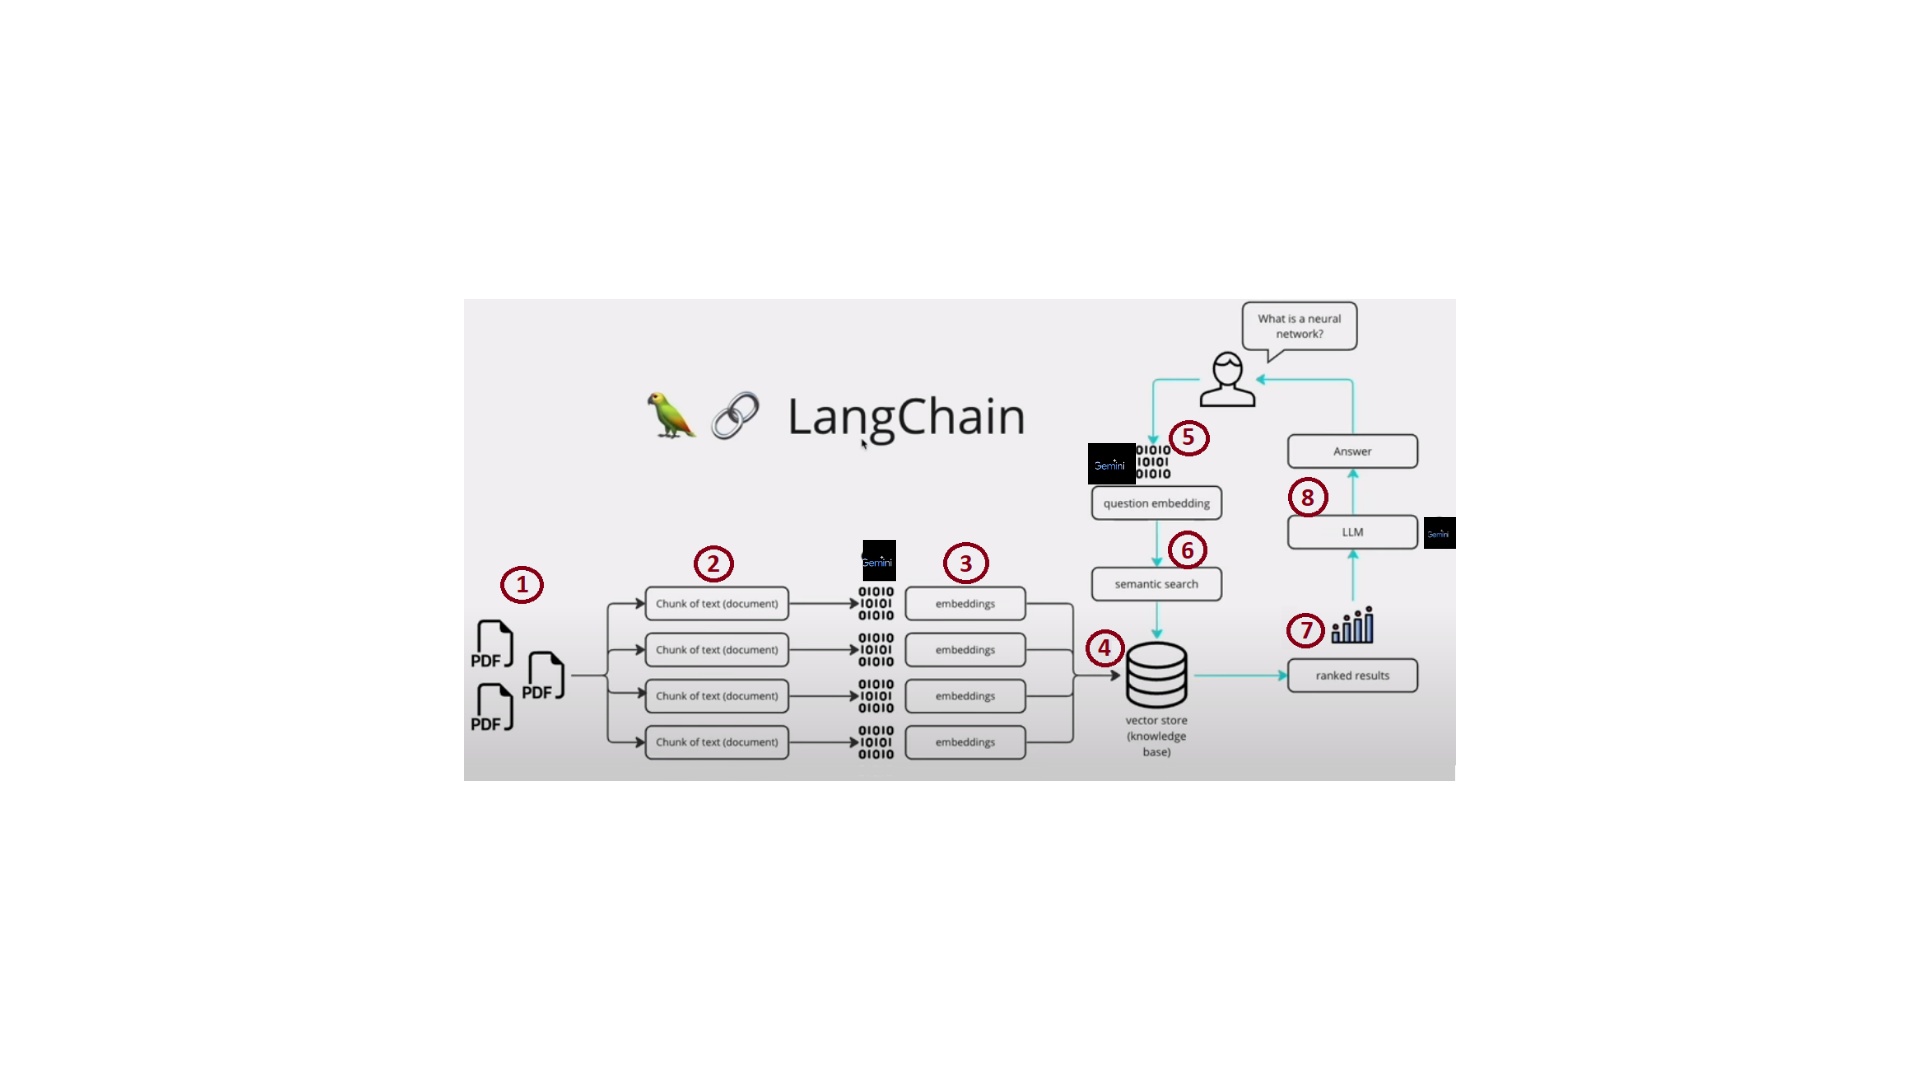 What is a neural
network?
LangChain
5
01010
10101
01010
Gemini
question embedding
Answer
8
LLM
Gemini
6
semantic search
1
PDF
PDF
PDF
2
Chunk of text (document)
Chunk of text (document)
Chunk of text (document)
Chunk of text (document)
Gemini
01010
10101
01010
01010
10101
01010
01010
10101
01010
01010
10101
01010
3
embeddings
embeddings
embeddings
embeddings
4
vector store
(knowledge
base)
7
ranked results